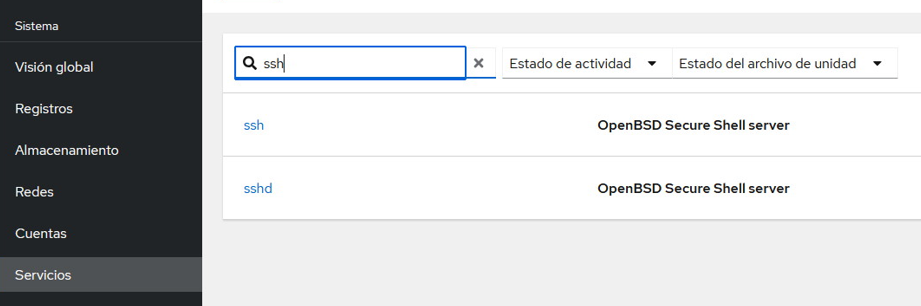 Sistema
Visión global
Registros
Almacenamiento
Redes
Cuentas
Servicios
ssh
Estado de actividad
Estado del archivo de unidad
ssh OpenBSD Secure Shell server
sshd OpenBSD Secure Shell server